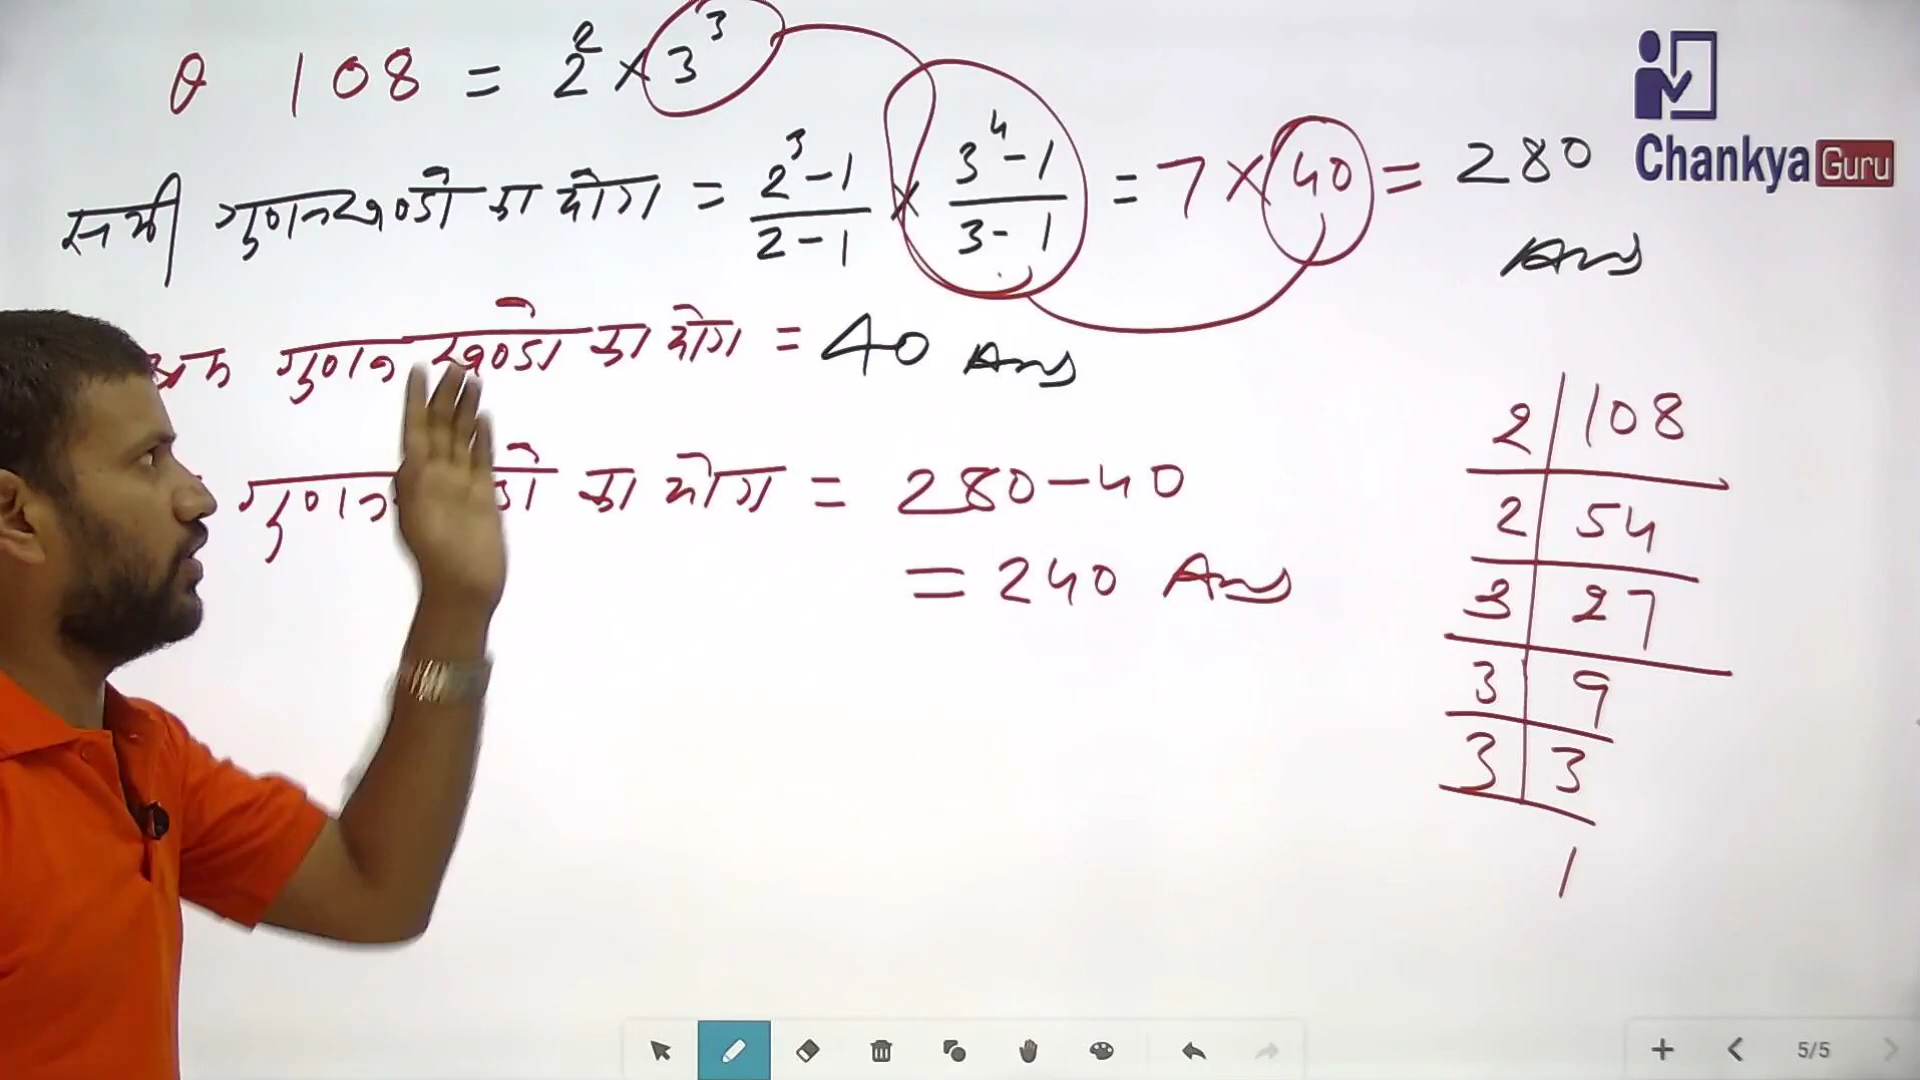 θ 108 = 2² × 3³
सभी गुणनखण्डों का योग = (2³-1)/(2-1) × (3⁴-1)/(3-1) = 7 × 40 = 280
Ans
Chankya Guru
गुणनखण्डों का योग = 40 Ans
का योग = 280-40
= 240 Ans
2 | 108
2 | 54
3 | 27
3 | 9
3 | 3
1
5/5